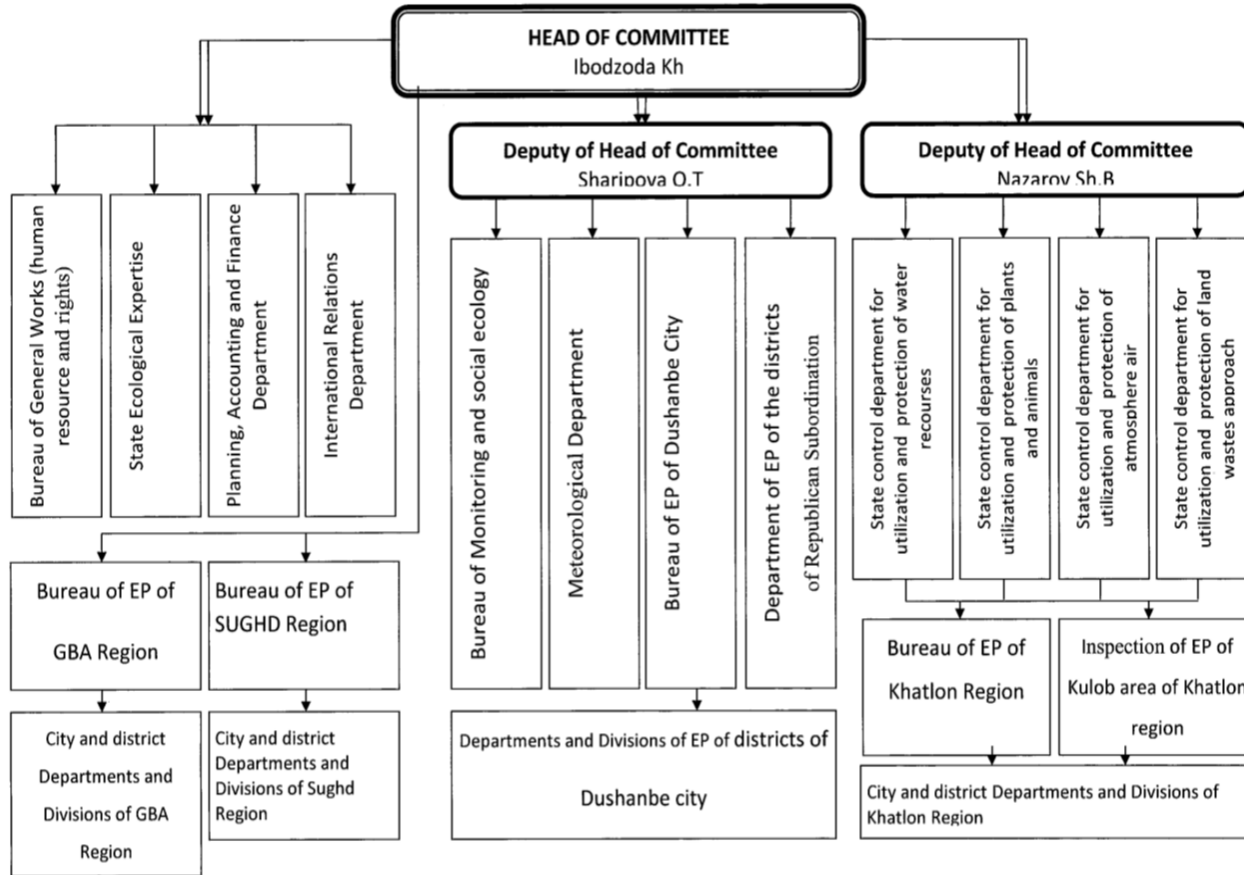 HEAD OF COMMITTEE
Ibodzoda Kh
Deputy of Head of Committee
Sharipova O.T
Deputy of Head of Committee
Nazarov Sh.B
Bureau of General Works (human
resource and rights)
State Ecological Expertise
Planning, Accounting and Finance
Department
International Relations
Department
Bureau of Monitoring and social ecology
Meteorological Department
Bureau of EP of Dushanbe City
Department of EP of the districts
of Republican Subordination
State control department for
utilization and protection of water
recourses
State control department for
utilization and protection of plants
and animals
State control department for
utilization and protection of
atmosphere air
State control department for
utilization and protection of land
wastes approach
Bureau of EP of
GBA Region
Bureau of EP of
SUGHD Region
Bureau of EP of
Khatlon Region
Inspection of EP of
Kulob area of Khatlon
region
City and district
Departments and
Divisions of GBA
Region
City and district
Departments and
Divisions of Sughd
Region
Departments and Divisions of EP of districts of
Dushanbe city
City and district Departments and Divisions of
Khatlon Region